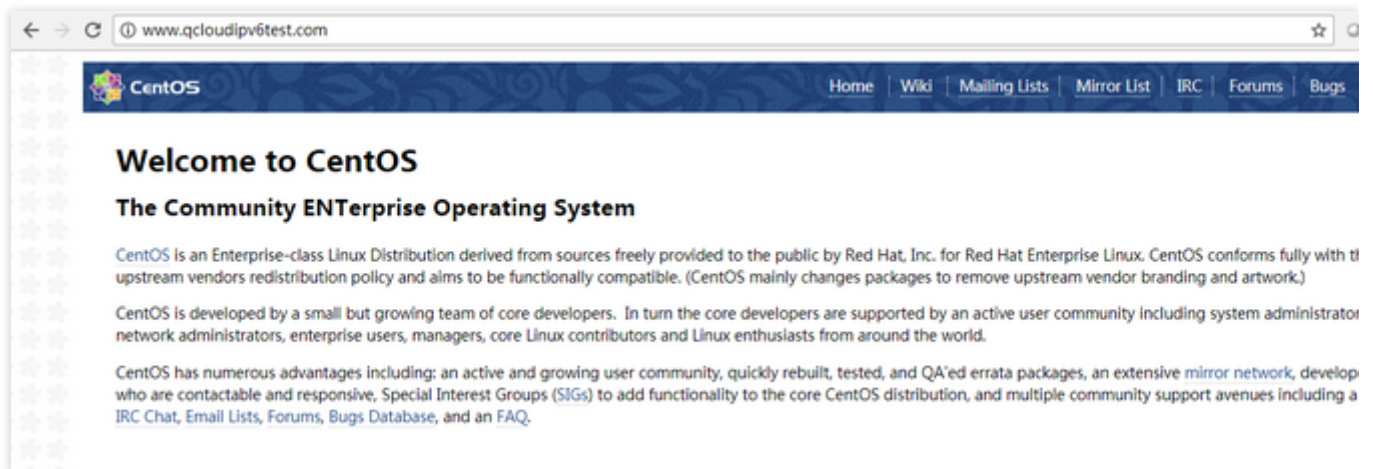 www.qcloudipv6test.com
CentOS
Home | Wiki | Mailing Lists | Mirror List | IRC | Forums | Bugs
Welcome to CentOS
The Community ENTerprise Operating System
CentOS is an Enterprise-class Linux Distribution derived from sources freely provided to the public by Red Hat, Inc. for Red Hat Enterprise Linux. CentOS conforms fully with
upstream vendors redistribution policy and aims to be functionally compatible. (CentOS mainly changes packages to remove upstream vendor branding and artwork.)
CentOS is developed by a small but growing team of core developers. In turn the core developers are supported by an active user community including system administrator
network administrators, enterprise users, managers, core Linux contributors and Linux enthusiasts from around the world.
CentOS has numerous advantages including: an active and growing user community, quickly rebuilt, tested, and QA'ed errata packages, an extensive mirror network, develop
who are contactable and responsive, Special Interest Groups (SIGs) to add functionality to the core CentOS distribution, and multiple community support avenues including a
IRC Chat, Email Lists, Forums, Bugs Database, and an FAQ.